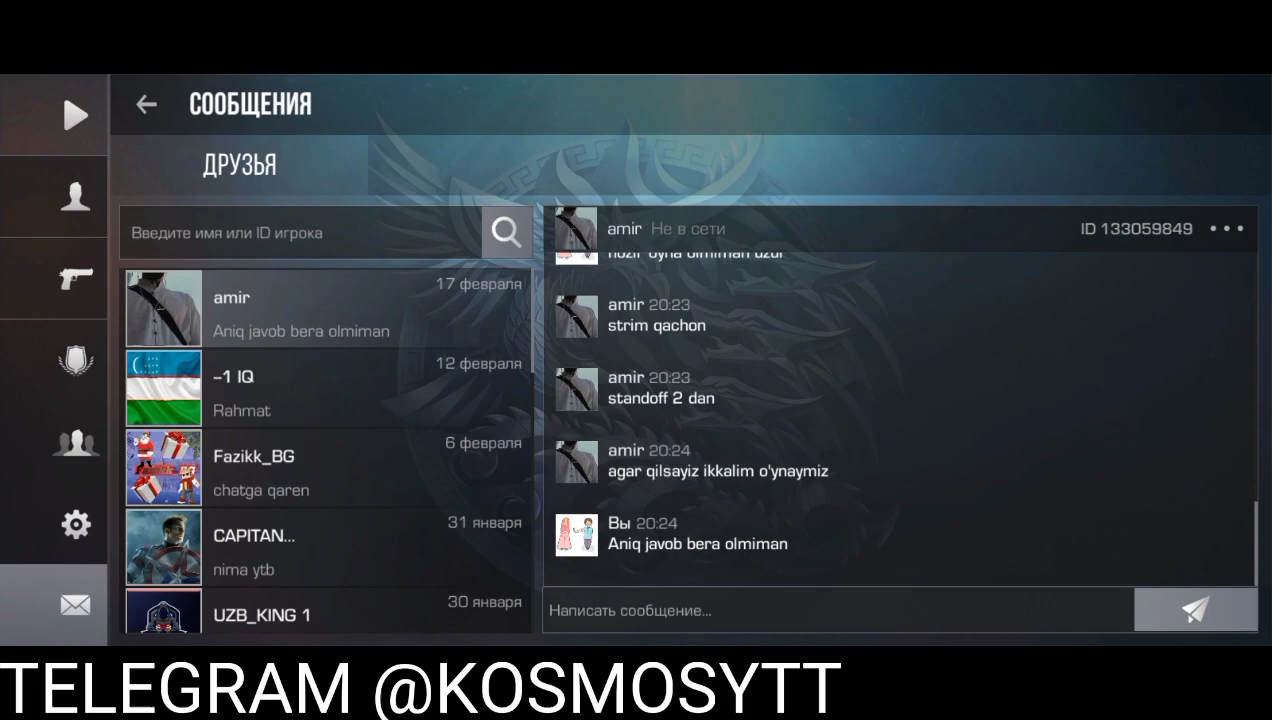 СООБЩЕНИЯ
ДРУЗЬЯ
Введите имя или ID игрока
amir
17 февраля
Aniq javob bera olmiman
-1 IQ
12 февраля
Rahmat
Fazikk_BG
6 февраля
chatga qaren
CAPITAN...
31 января
nima ytb
UZB_KING 1
30 января
amir Не в сети
ID 133059849
amir 20:23
strim qachon
amir 20:23
standoff 2 dan
amir 20:24
agar qilsayiz ikkalim o'ynaymiz
Вы 20:24
Aniq javob bera olmiman
Написать сообщение...
TELEGRAM @KOSMOSYTT